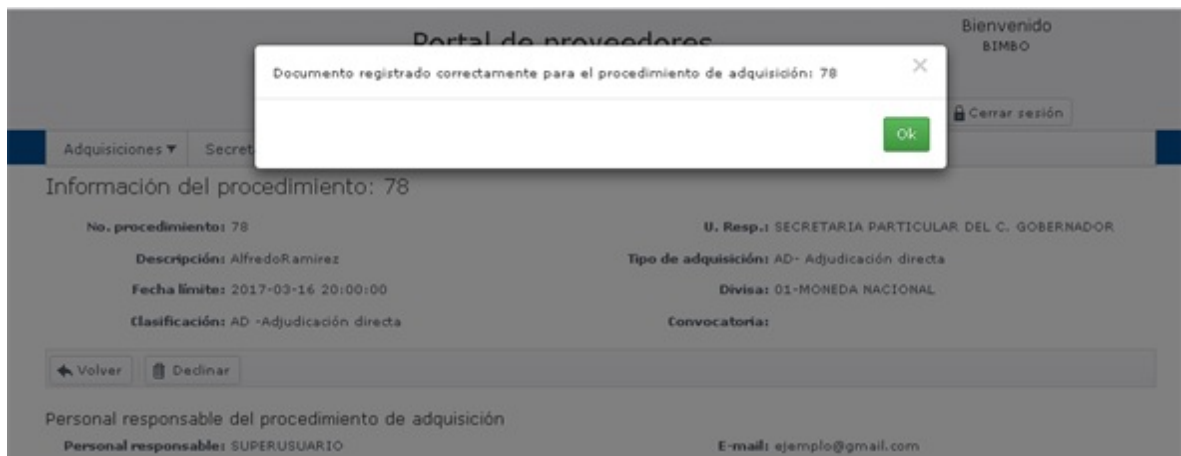 Portal de proveedores
Bienvenido
BIMBO
Documento registrado correctamente para el procedimiento de adquisición: 78
×
Ok
Cerrar sesión
Adquisiciones ▼
Información del procedimiento: 78
No. procedimiento: 78
U. Resp.: SECRETARIA PARTICULAR DEL C. GOBERNADOR
Descripción: AlfredoRamirez
Tipo de adquisición: AD- Adjudicación directa
Fecha límite: 2017-03-16 20:00:00
Divisa: 01-MONEDA NACIONAL
Clasificación: AD -Adjudicación directa
Convocatoria:
Volver
Declinar
Personal responsable del procedimiento de adquisición
Personal responsable: SUPERUSUARIO
E-mail: ejemplo@gmail.com